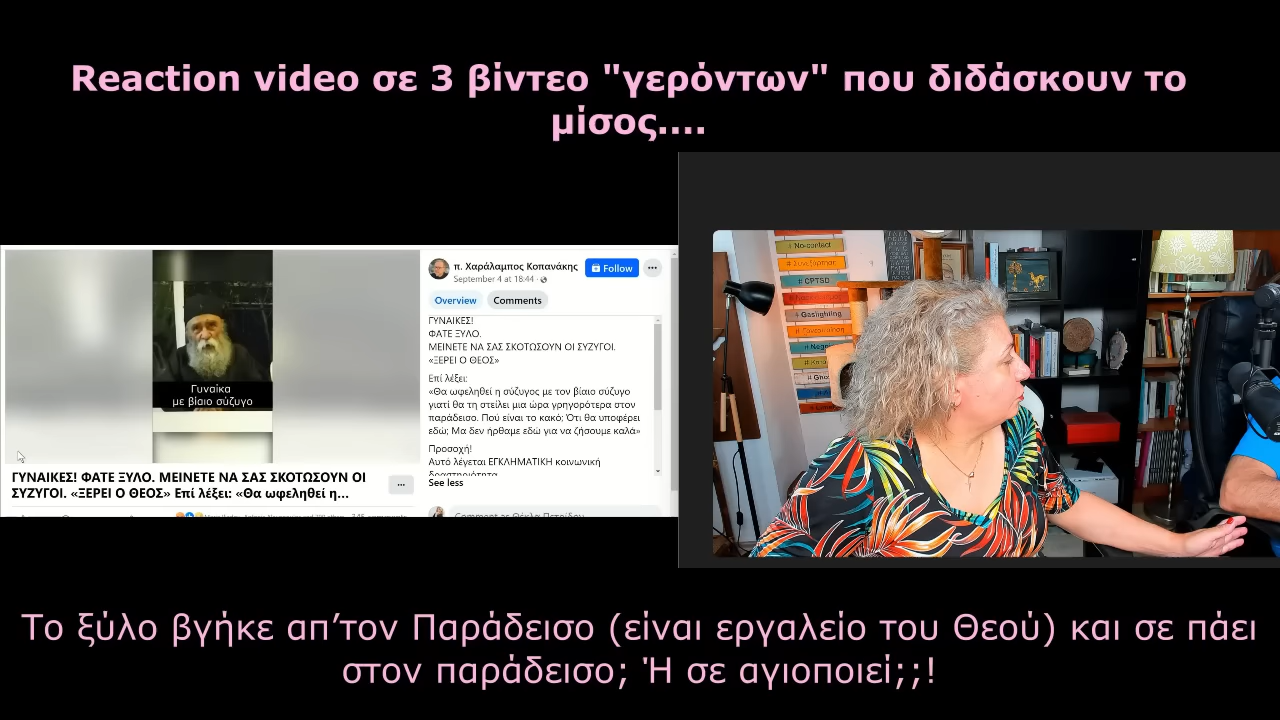 Reaction video σε 3 βίντεο "γερόντων" που διδάσκουν το
μίσος....
Γυναίκα
με βίαιο σύζυγο
ΓΥΝΑΙΚΕΣ! ΦΑΤΕ ΞΥΛΟ. ΜΕΙΝΕΤΕ ΝΑ ΣΑΣ ΣΚΟΤΩΣΟΥΝ ΟΙ
ΣΥΖΥΓΟΙ. «ΞΕΡΕΙ Ο ΘΕΟΣ» Επί λέξει: «Θα ωφεληθεί η...
π. Χαράλαμπος Κοπανάκης
Follow
September 4 at 18:44
Overview
Comments
ΓΥΝΑΙΚΕΣ!
ΦΑΤΕ ΞΥΛΟ.
ΜΕΙΝΕΤΕ ΝΑ ΣΑΣ ΣΚΟΤΩΣΟΥΝ ΟΙ ΣΥΖΥΓΟΙ.
«ΞΕΡΕΙ Ο ΘΕΟΣ»
Επί λέξει:
«Θα ωφεληθεί η σύζυγος με τον βίαιο σύζυγο
γιατί θα τη στείλει μια ώρα γρηγορότερα στον
παράδεισο. Πού είναι το κακό; Ότι θα υποφέρει
εδώ; Μα δεν ήρθαμε εδώ για να ζήσουμε καλά»
Προσοχή!
Αυτό λέγεται ΕΓΚΛΗΜΑΤΙΚΗ κοινωνική
δραστηριότητα
See less
# No-contact
# Συνεξάρτηση
# CPTSD
# Gaslighting
Το ξύλο βγήκε απ’τον Παράδεισο (είναι εργαλείο του Θεού) και σε πάει
στον παράδεισο; Ή σε αγιοποιεί;;!